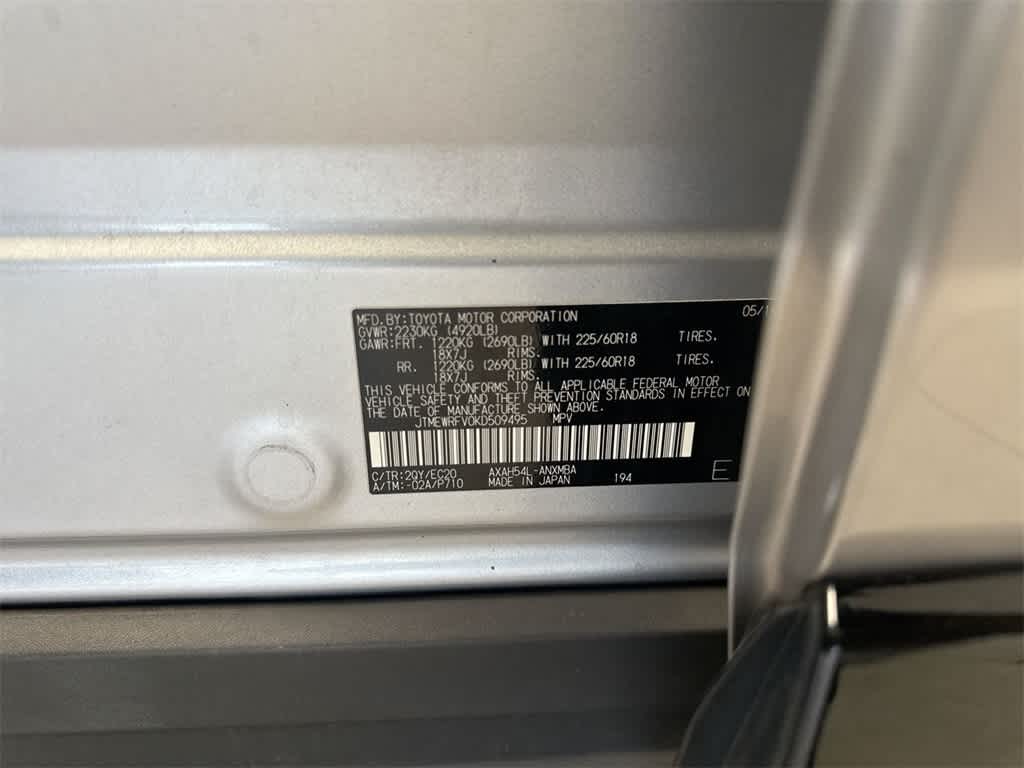 MFD.BY:TOYOTA MOTOR CORPORATION 05/1
GVWR:2230KG (4920LB)
GAWR:FRT. 1220KG (2690LB) WITH 225/60R18 TIRES.
18X7J RIMS.
RR. 1220KG (2690LB) WITH 225/60R18 TIRES.
18X7J RIMS.
THIS VEHICLE CONFORMS TO ALL APPLICABLE FEDERAL MOTOR
VEHICLE SAFETY AND THEFT PREVENTION STANDARDS IN EFFECT ON
THE DATE OF MANUFACTURE SHOWN ABOVE.
JTMEWRFV0KD509495 MPV
C/TR:2QY/EC20 AXAH54L-ANXMBA
A/TM:-02A/P710 MADE IN JAPAN 194 E